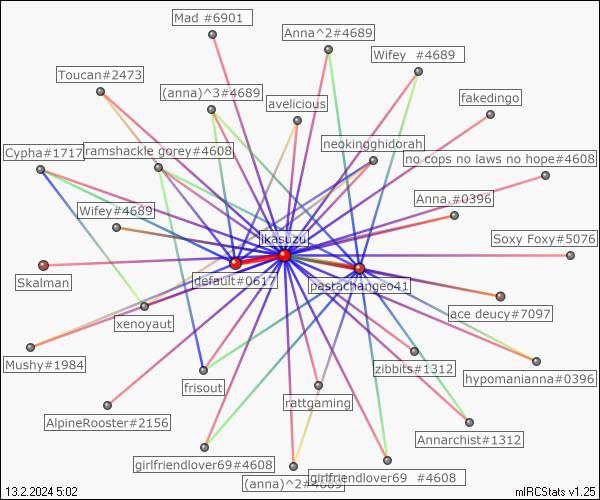 Mad #6901
Anna^2#4689
Wifey  #4689
Toucan#2473
(anna)^3#4689
avelicious
fakedingo
neokingghidorah
Cypha#1717
ramshackle gorey#4608
no cops no laws no hope#4608
Anna.#0396
Wifey#4689
jkasuzu
Soxy Foxy#5076
Skalman
default#0617
pastachangeo41
ace deucy#7097
xenoyaut
Mushy#1984
zibbits#1312
hypomanianna#0396
frisout
rattgaming
AlpineRooster#2156
Annarchist#1312
girlfriendlover69#4608
girlfriendlover69  #4608
(anna)^2#4689
13.2.2024 5:02
mIRCStats v1.25